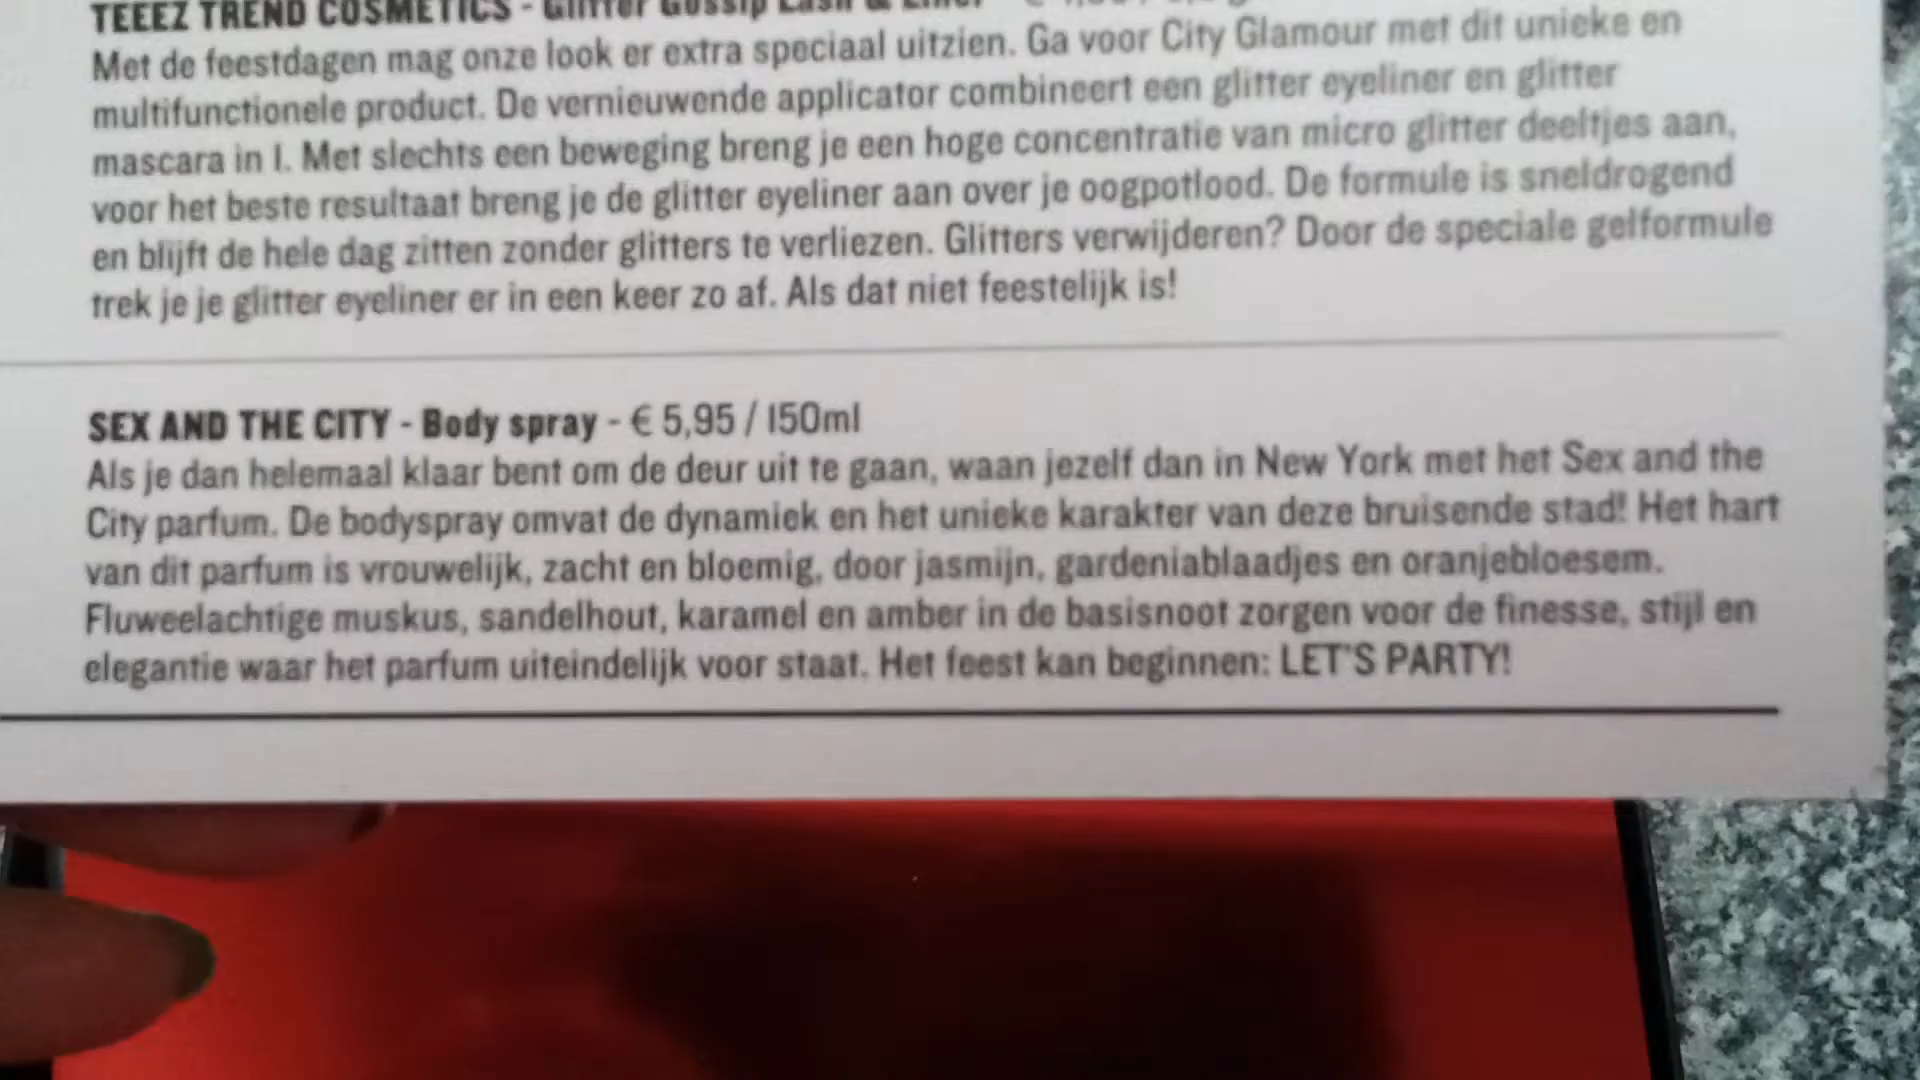 TEEEZ TREND COSMETICS - Glitter Gossip Lash & Liner - €
Met de feestdagen mag onze look er extra speciaal uitzien. Ga voor City Glamour met dit unieke en
multifunctionele product. De vernieuwende applicator combineert een glitter eyeliner en glitter
mascara in 1. Met slechts een beweging breng je een hoge concentratie van micro glitter deeltjes aan,
voor het beste resultaat breng je de glitter eyeliner aan over je oogpotlood. De formule is sneldrogend
en blijft de hele dag zitten zonder glitters te verliezen. Glitters verwijderen? Door de speciale gelformule
trek je je glitter eyeliner er in een keer zo af. Als dat niet feestelijk is!
SEX AND THE CITY - Body spray - € 5,95 / 150ml
Als je dan helemaal klaar bent om de deur uit te gaan, waan jezelf dan in New York met het Sex and the
City parfum. De bodyspray omvat de dynamiek en het unieke karakter van deze bruisende stad! Het hart
van dit parfum is vrouwelijk, zacht en bloemig, door jasmijn, gardeniablaadjes en oranjebloesem.
Fluweelachtige muskus, sandelhout, karamel en amber in de basisnoot zorgen voor de finesse, stijl en
elegantie waar het parfum uiteindelijk voor staat. Het feest kan beginnen: LET'S PARTY!